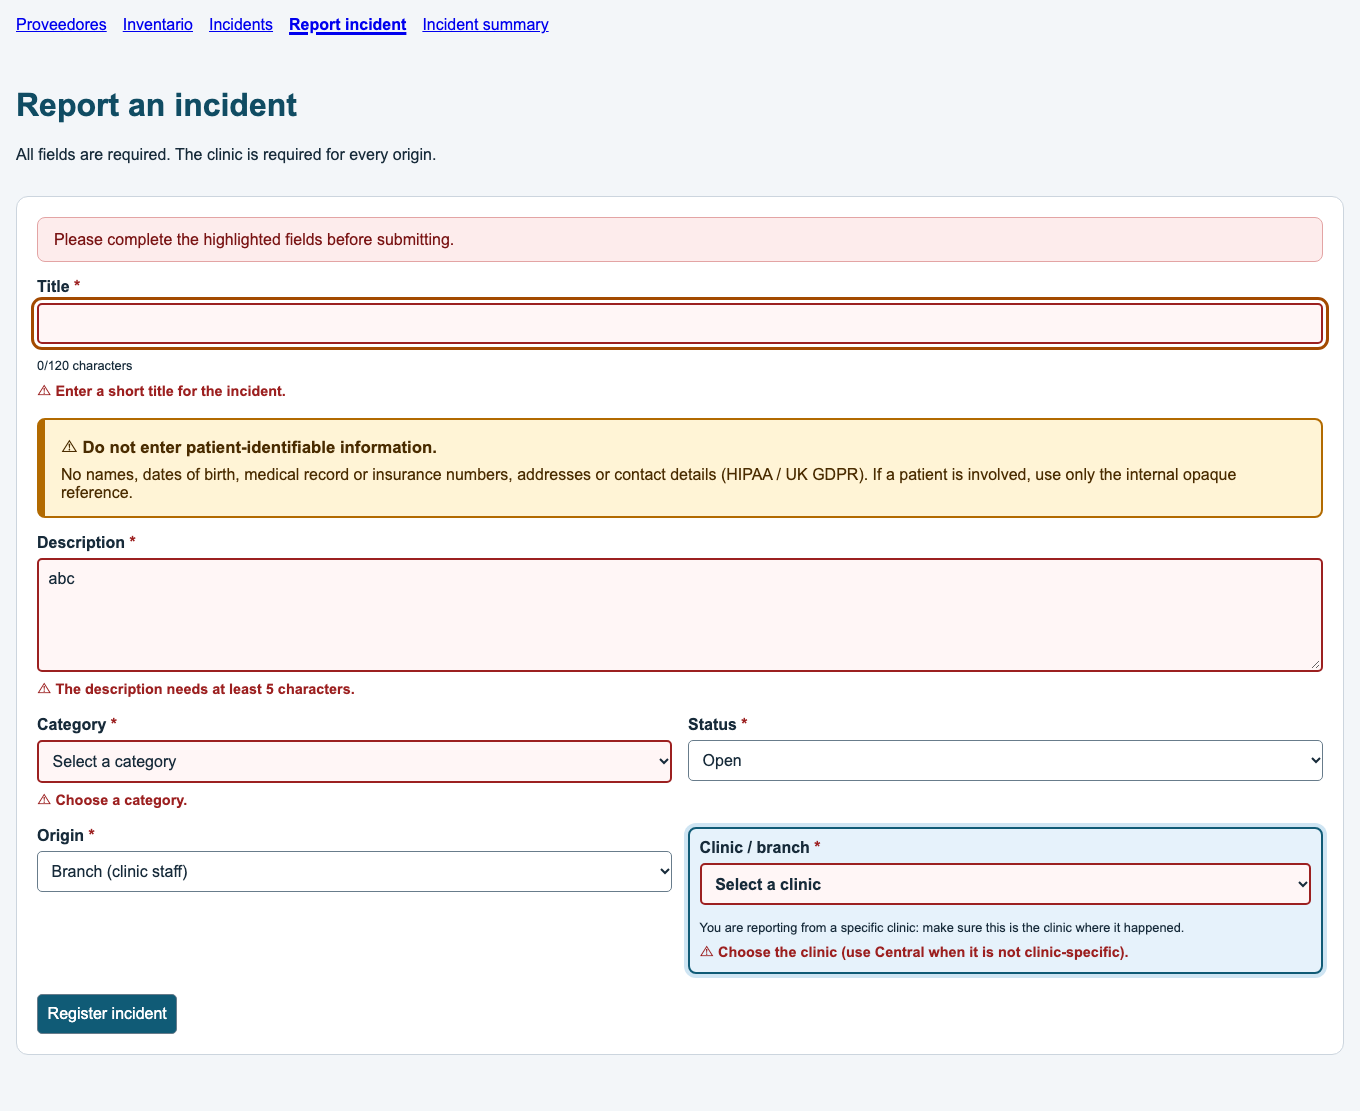 Proveedores Inventario Incidents Report incident Incident summary
Report an incident
All fields are required. The clinic is required for every origin.
Please complete the highlighted fields before submitting.
Title *
0/120 characters
⚠ Enter a short title for the incident.
⚠ Do not enter patient-identifiable information.
No names, dates of birth, medical record or insurance numbers, addresses or contact details (HIPAA / UK GDPR). If a patient is involved, use only the internal opaque
reference.
Description *
abc
⚠ The description needs at least 5 characters.
Category *
Select a category
⚠ Choose a category.
Status *
Open
Origin *
Branch (clinic staff)
Clinic / branch *
Select a clinic
You are reporting from a specific clinic: make sure this is the clinic where it happened.
⚠ Choose the clinic (use Central when it is not clinic-specific).
Register incident